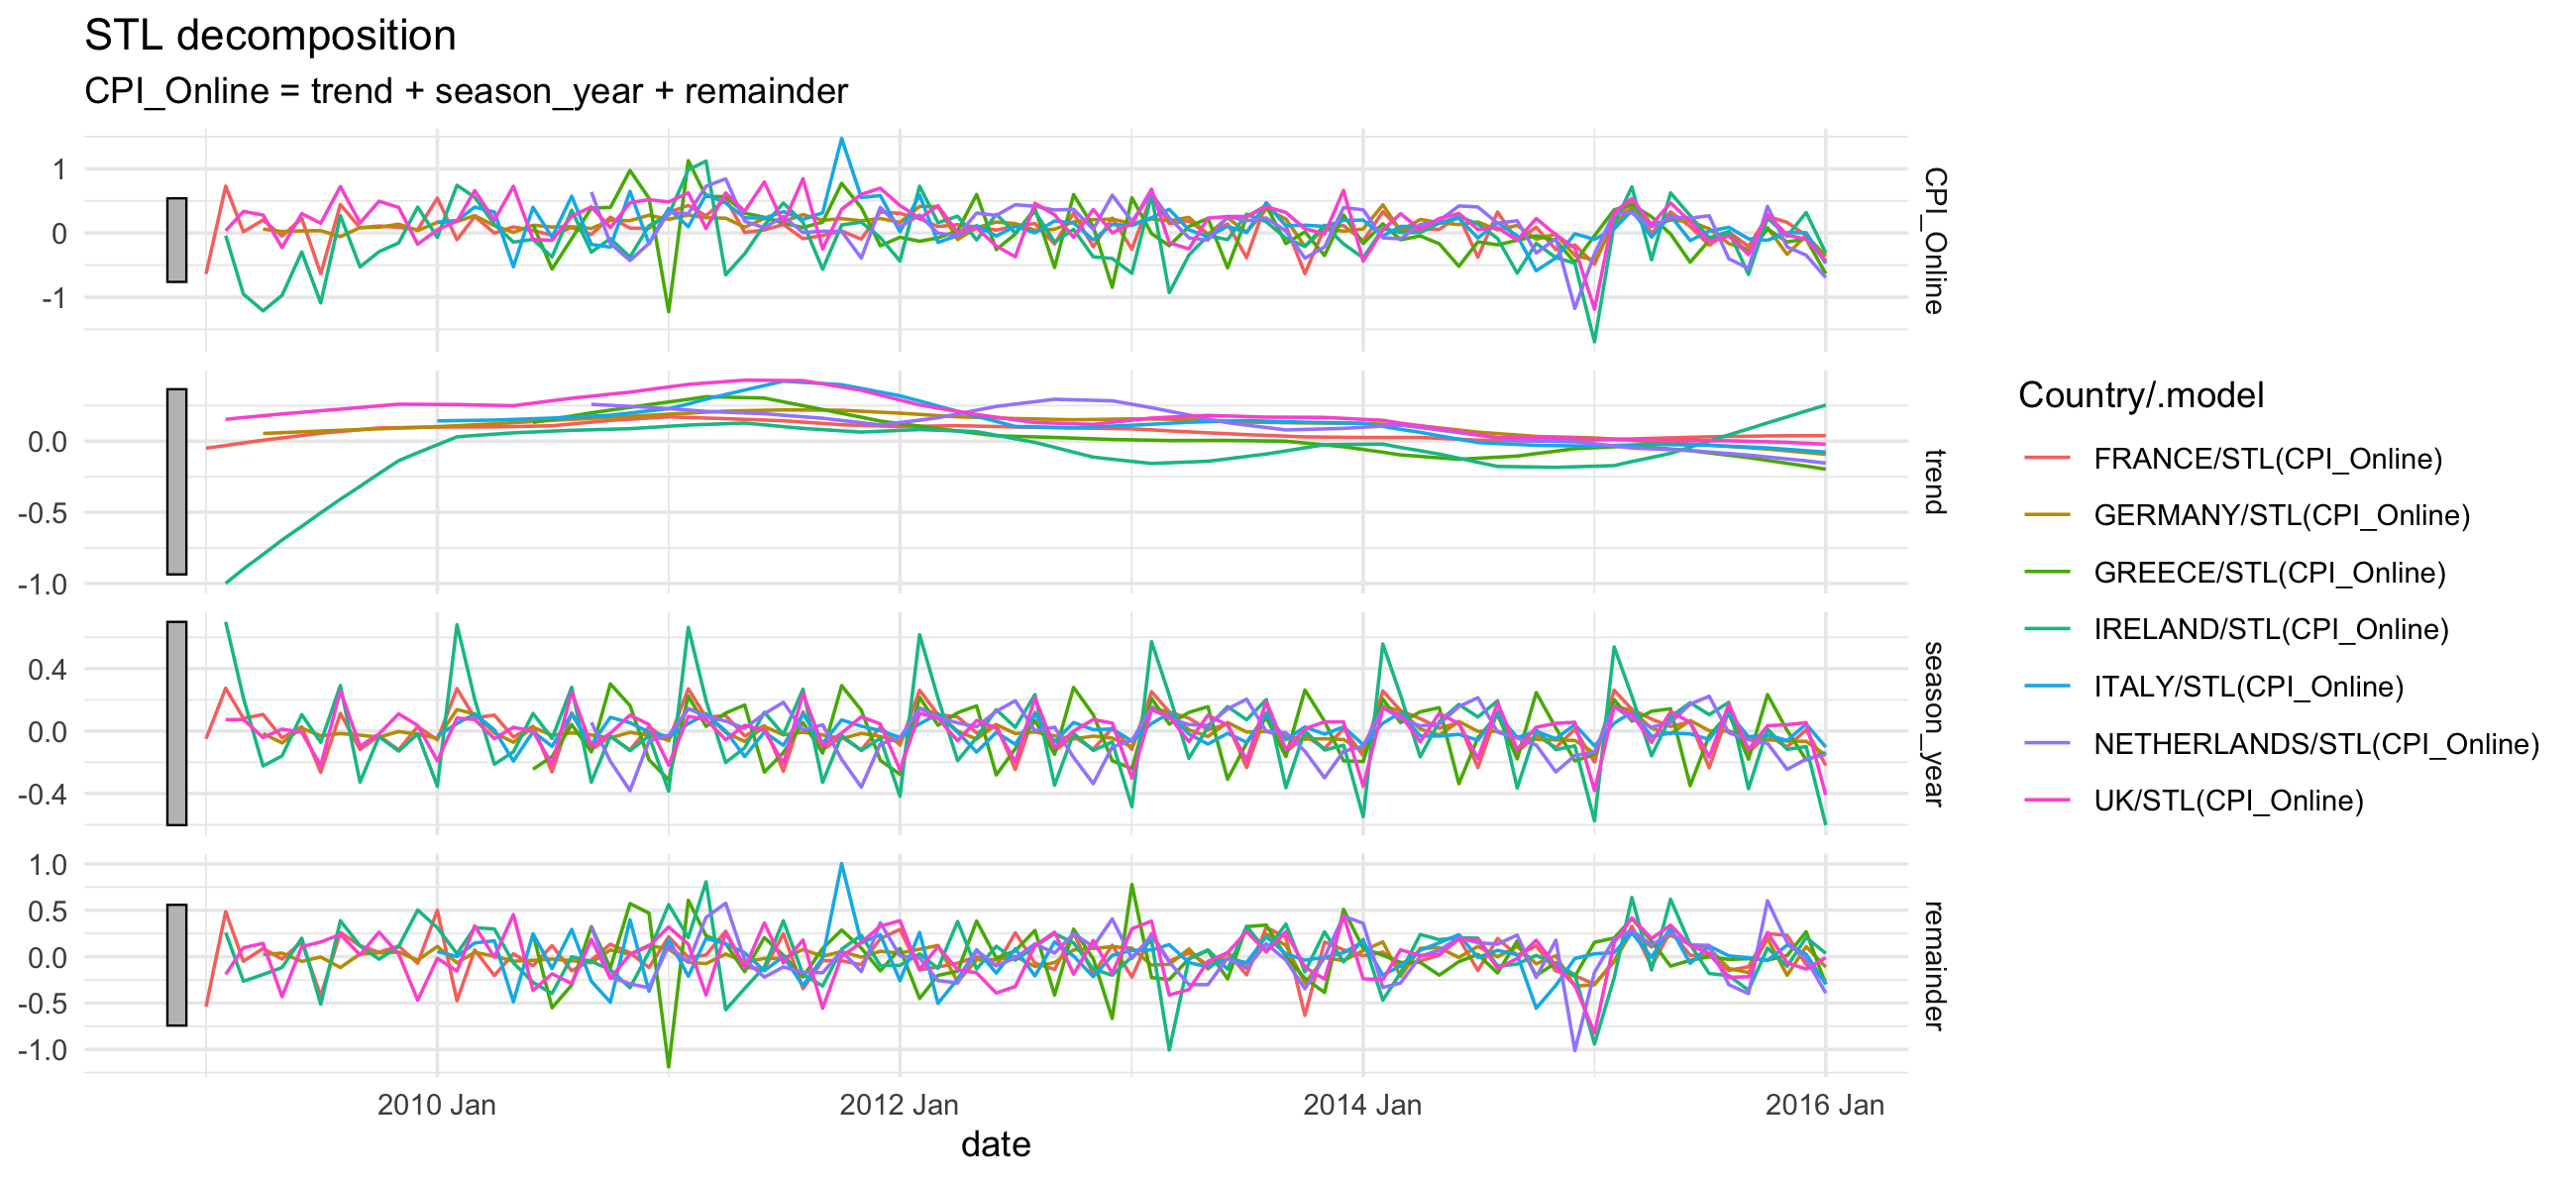 STL decomposition
CPI_Online = trend + season_year + remainder
1
0
-1
CPI_Online
0.0
-0.5
-1.0
trend
0.4
0.0
-0.4
season_year
1.0
0.5
0.0
-0.5
-1.0
remainder
2010 Jan
2012 Jan
2014 Jan
2016 Jan
date
Country/.model
FRANCE/STL(CPI_Online)
GERMANY/STL(CPI_Online)
GREECE/STL(CPI_Online)
IRELAND/STL(CPI_Online)
ITALY/STL(CPI_Online)
NETHERLANDS/STL(CPI_Online)
UK/STL(CPI_Online)